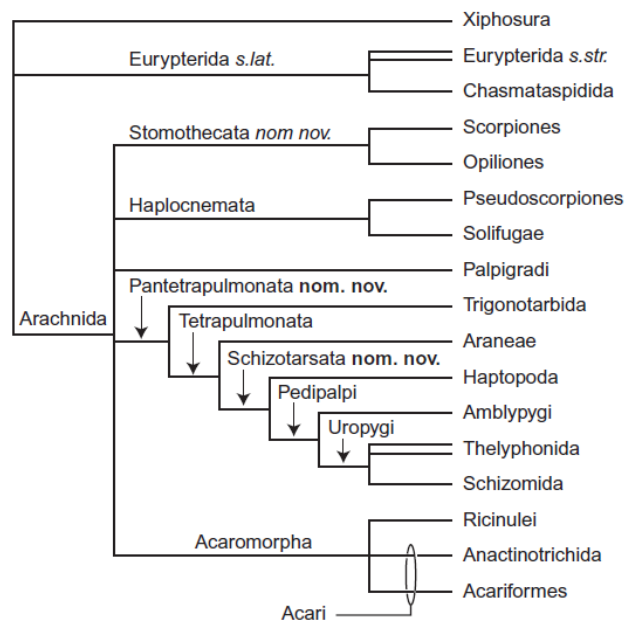 Xiphosura
Eurypterida s.lat.
Eurypterida s.str.
Chasmataspidida
Stomothecata nom nov.
Scorpiones
Opiliones
Haplocnemata
Pseudoscorpiones
Solifugae
Palpigradi
Pantetrapulmonata nom. nov.
Trigonotarbida
Arachnida
Tetrapulmonata
Araneae
Schizotarsata nom. nov.
Haptopoda
Pedipalpi
Amblypygi
Uropygi
Thelyphonida
Schizomida
Ricinulei
Acaromorpha
Anactinotrichida
Acariformes
Acari